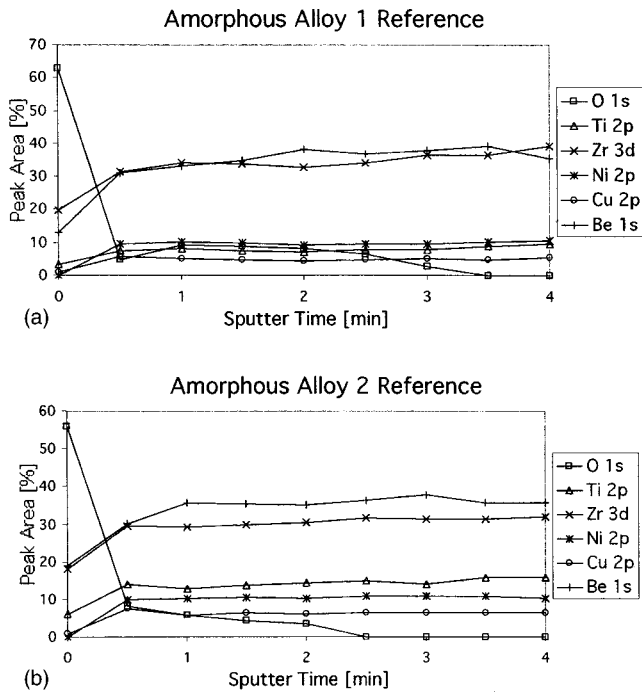 Amorphous Alloy 1 Reference
Peak Area [%]
70
60
50
40
30
20
10
0
0 1 2 3 4
Sputter Time [min]
O 1s
Ti 2p
Zr 3d
Ni 2p
Cu 2p
Be 1s
(a)
Amorphous Alloy 2 Reference
Peak Area [%]
60
50
40
30
20
10
0
0 1 2 3 4
Sputter Time [min]
O 1s
Ti 2p
Zr 3d
Ni 2p
Cu 2p
Be 1s
(b)